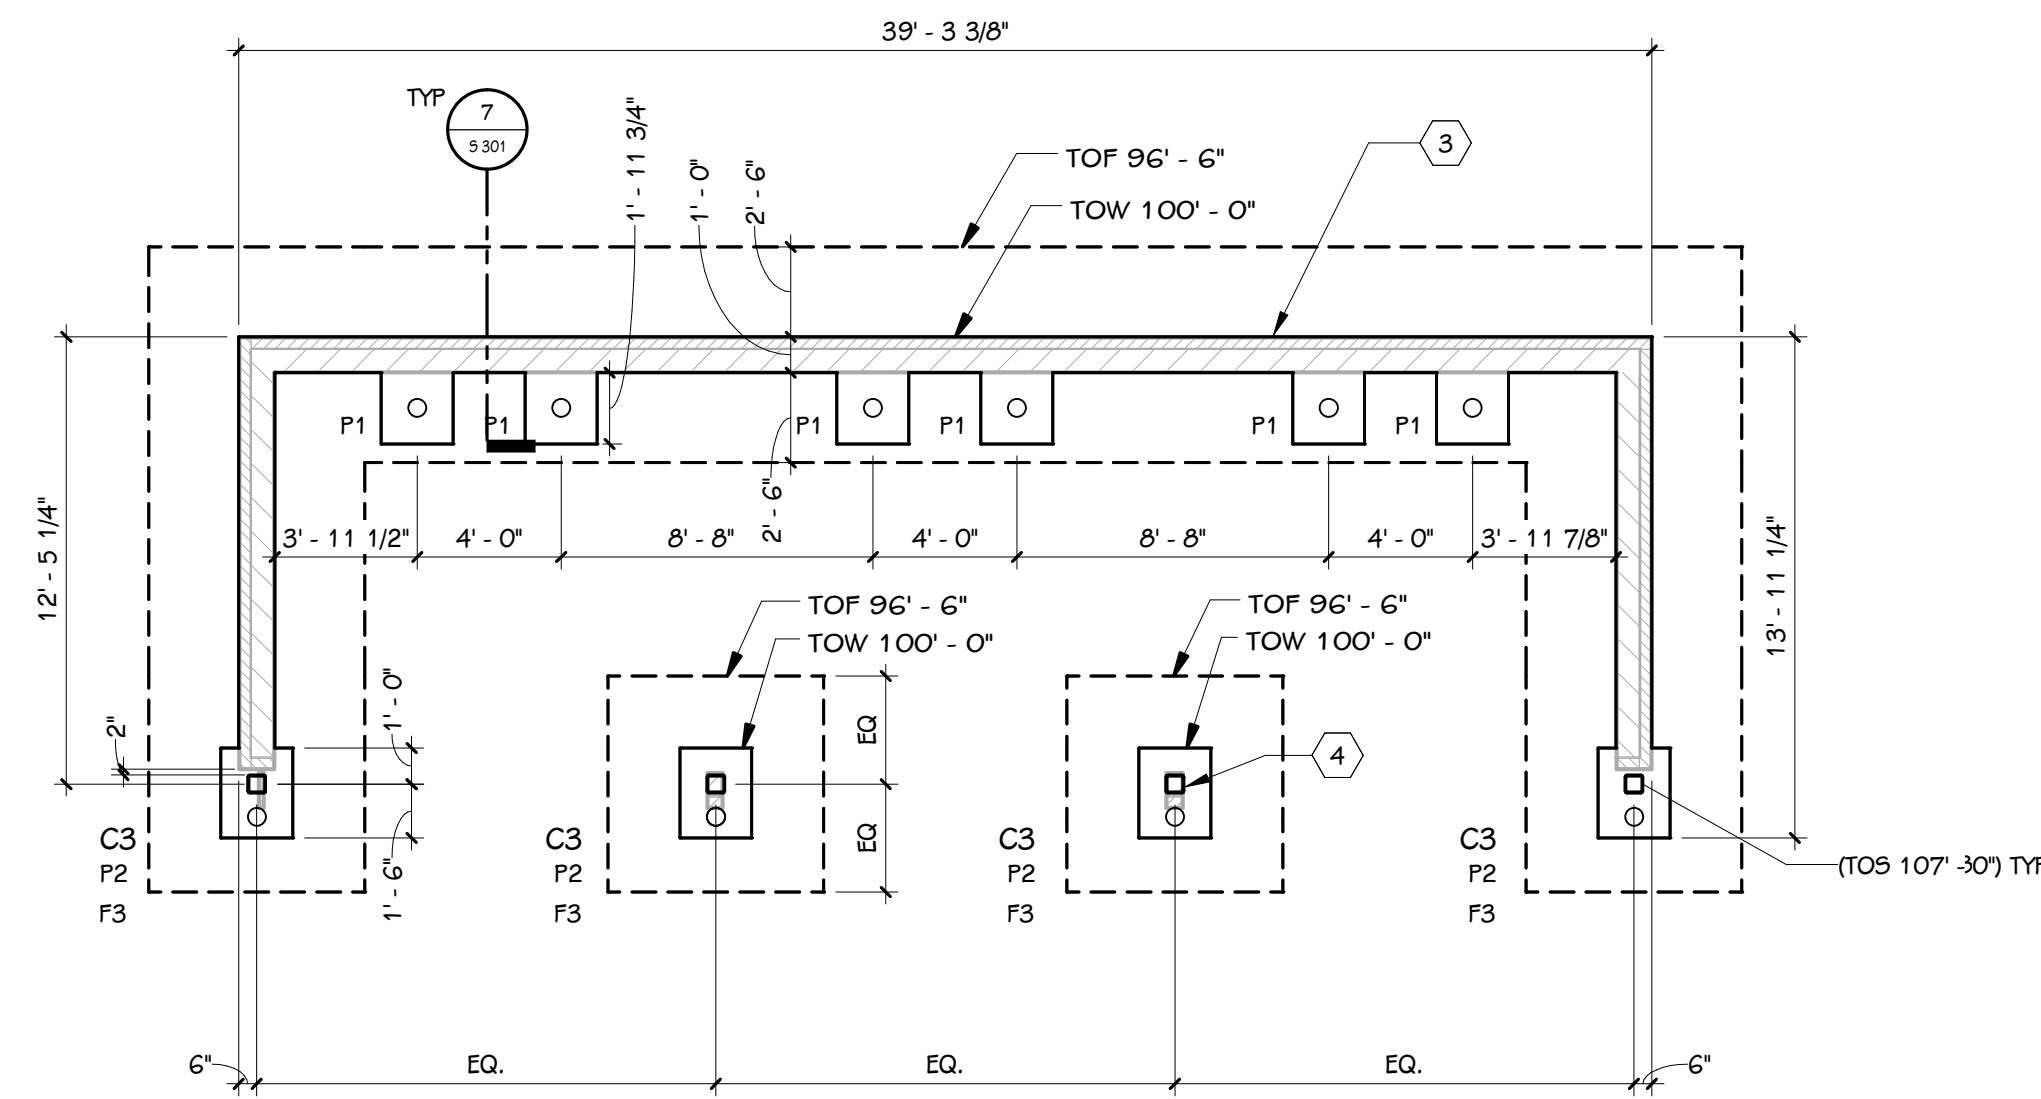 39' - 3 3/8"
TYP
7
S 301
1' - 11 3/4"
1' - 0"
2' - 6"
TOF 96' - 6"
TOW 100' - 0"
3
P1
P1
P1
P1
P1
P1
12' - 5 1/4"
3' - 11 1/2"
4' - 0"
8' - 8"
2' - 6"
4' - 0"
8' - 8"
4' - 0"
3' - 11 7/8"
13' - 11 1/4"
TOF 96' - 6"
TOW 100' - 0"
TOF 96' - 6"
TOW 100' - 0"
2"
1' - 0"
EQ
EQ
4
1' - 6"
C3
P2
F3
C3
P2
F3
C3
P2
F3
C3
P2
F3
(TOS 107' -
TYP
6"
EQ.
EQ.
EQ.
6"